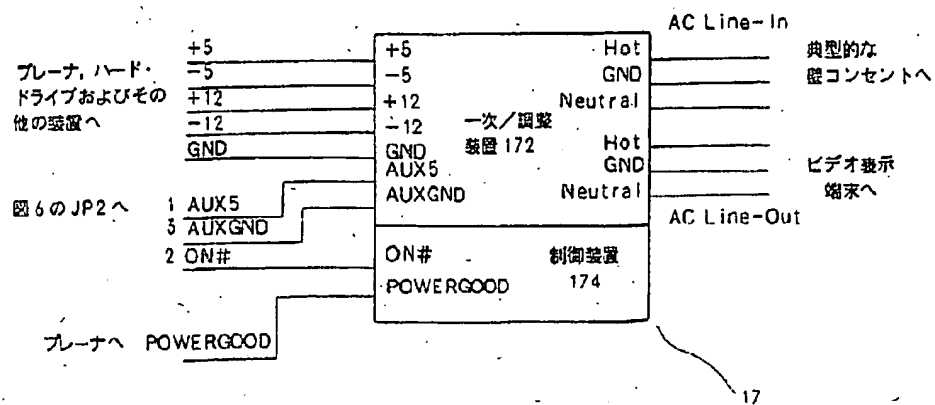 AC Line-In
+5
-5
+12
-12
GND
プレーナ, ハード・
ドライブおよびその
他の装置へ
+5
-5
+12
-12
GND
AUX5
AUXGND
一次/調整
装置 172
Hot
GND
Neutral
Hot
GND
Neutral
典型的な
壁コンセントへ
ビデオ表示
端末へ
AC Line-Out
図6のJP2へ
1 AUX5
3 AUXGND
2 ON#
ON#
POWERGOOD
制御装置
174
プレーナへ POWERGOOD
17